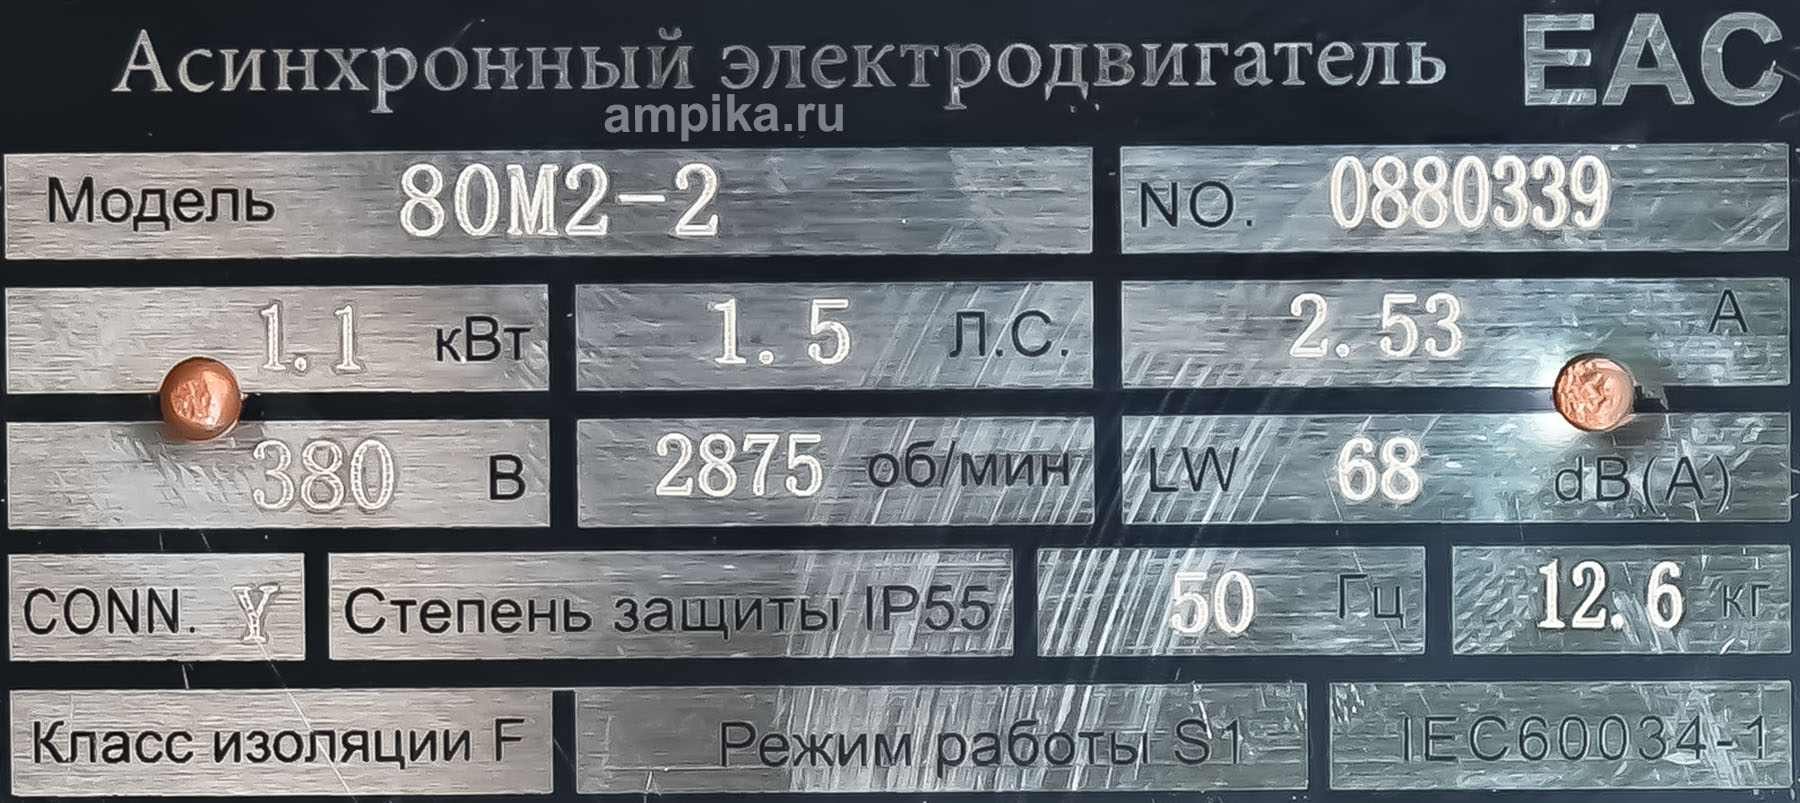 Асинхронный электродвигатель EAC
ampika.ru
Модель 80M2-2 NO. 0880339
1.1 кВт 1.5 Л.С. 2.53 А
380 В 2875 об/мин LW 68 dB(A)
CONN. Y Степень защиты IP55 50 Гц 12.6 кг
Класс изоляции F Режим работы S1 IEC60034-1